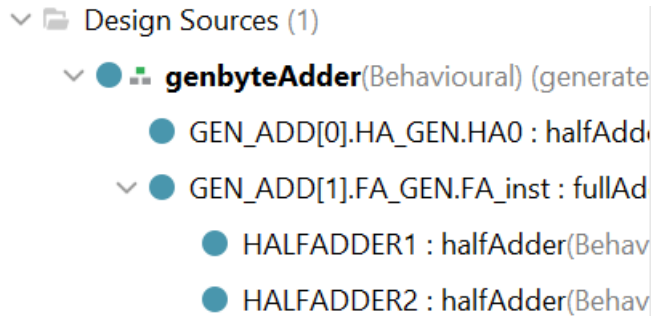 Design Sources (1)
genbyteAdder(Behavioural) (generate
GEN_ADD[0].HA_GEN.HA0 : halfAdde
GEN_ADD[1].FA_GEN.FA_inst : fullAd
HALFADDER1 : halfAdder(Behav
HALFADDER2 : halfAdder(Behav